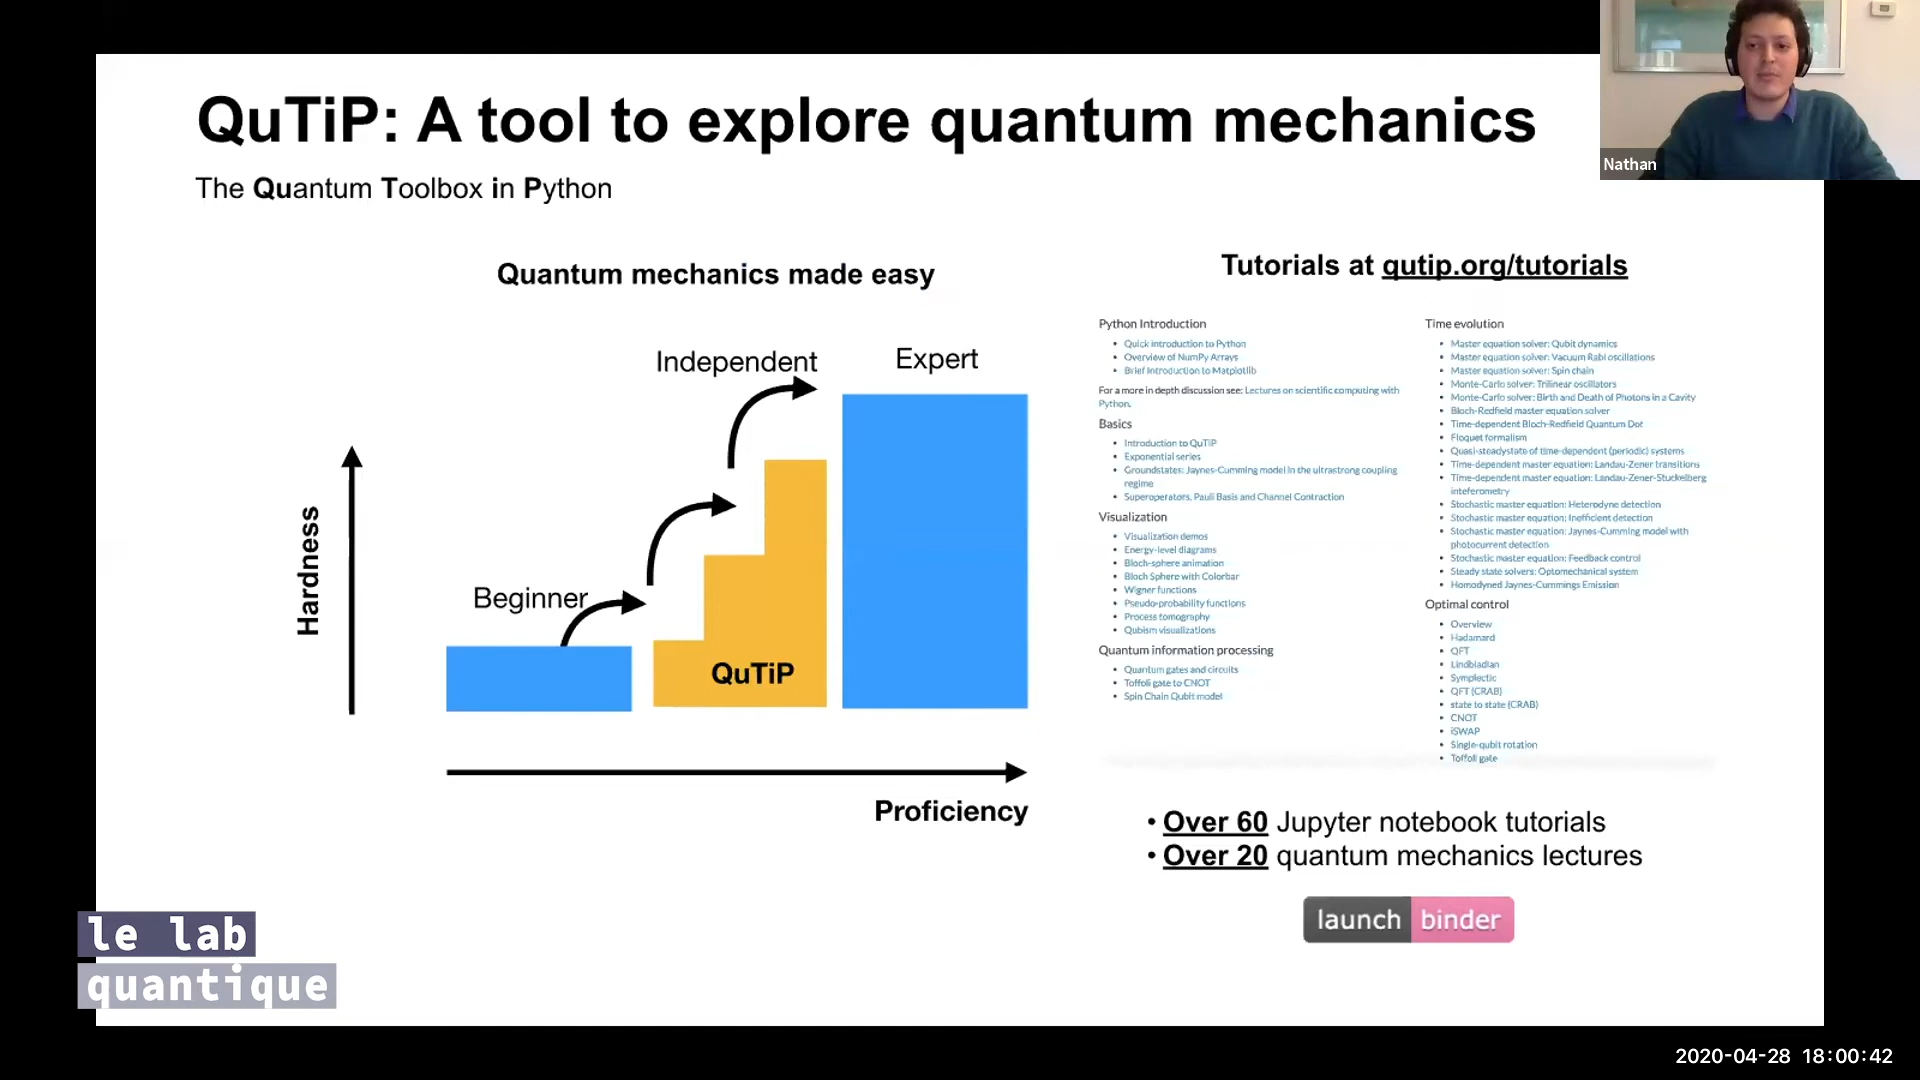 QuTiP: A tool to explore quantum mechanics
The Quantum Toolbox in Python
Nathan
Quantum mechanics made easy
Independent
Expert
Beginner
Hardness
QuTiP
Proficiency
Tutorials at qutip.org/tutorials
Python Introduction
• Quick introduction to Python
• Overview of NumPy Arrays
• Brief Introduction to Matplotlib
For a more in depth discussion see: Lectures on scientific computing with
Python.
Basics
• Introduction to QuTiP
• Exponential series
• Groundstates: Jaynes-Cumming model in the ultrastrong coupling
regime
• Superoperators, Pauli Basis and Channel Contraction
Visualization
• Visualization demos
• Energy-level diagrams
• Bloch-sphere animation
• Bloch Sphere with Colorbar
• Wigner functions
• Pseudo-probability functions
• Process tomography
• Qubism visualizations
Quantum information processing
• Quantum gates and circuits
• Toffoli gate to CNOT
• Spin Chain Qubit model
Time evolution
• Master equation solver: Qubit dynamics
• Master equation solver: Vacuum Rabi oscillations
• Master equation solver: Spin chain
• Monte-Carlo solver: Trilinear oscillators
• Monte-Carlo solver: Birth and Death of Photons in a Cavity
• Bloch-Redfield master equation solver
• Time-dependent Bloch-Redfield Quantum Dot
• Floquet formalism
• Quasi-steadystate of time-dependent (periodic) systems
• Time-dependent master equation: Landau-Zener transitions
• Time-dependent master equation: Landau-Zener-Stuckelberg
inteferometry
• Stochastic master equation: Heterodyne detection
• Stochastic master equation: Inefficient detection
• Stochastic master equation: Jaynes-Cumming model with
photocurrent detection
• Stochastic master equation: Feedback control
• Steady state solvers: Optomechanical system
• Homodyned Jaynes-Cummings Emission
Optimal control
• Overview
• Hadamard
• QFT
• Lindbladian
• Symplectic
• QFT (CRAB)
• state to state (CRAB)
• CNOT
• iSWAP
• Single-qubit rotation
• Toffoli gate
• Over 60 Jupyter notebook tutorials
• Over 20 quantum mechanics lectures
launch binder
le lab
quantique
2020-04-28 18:00:42